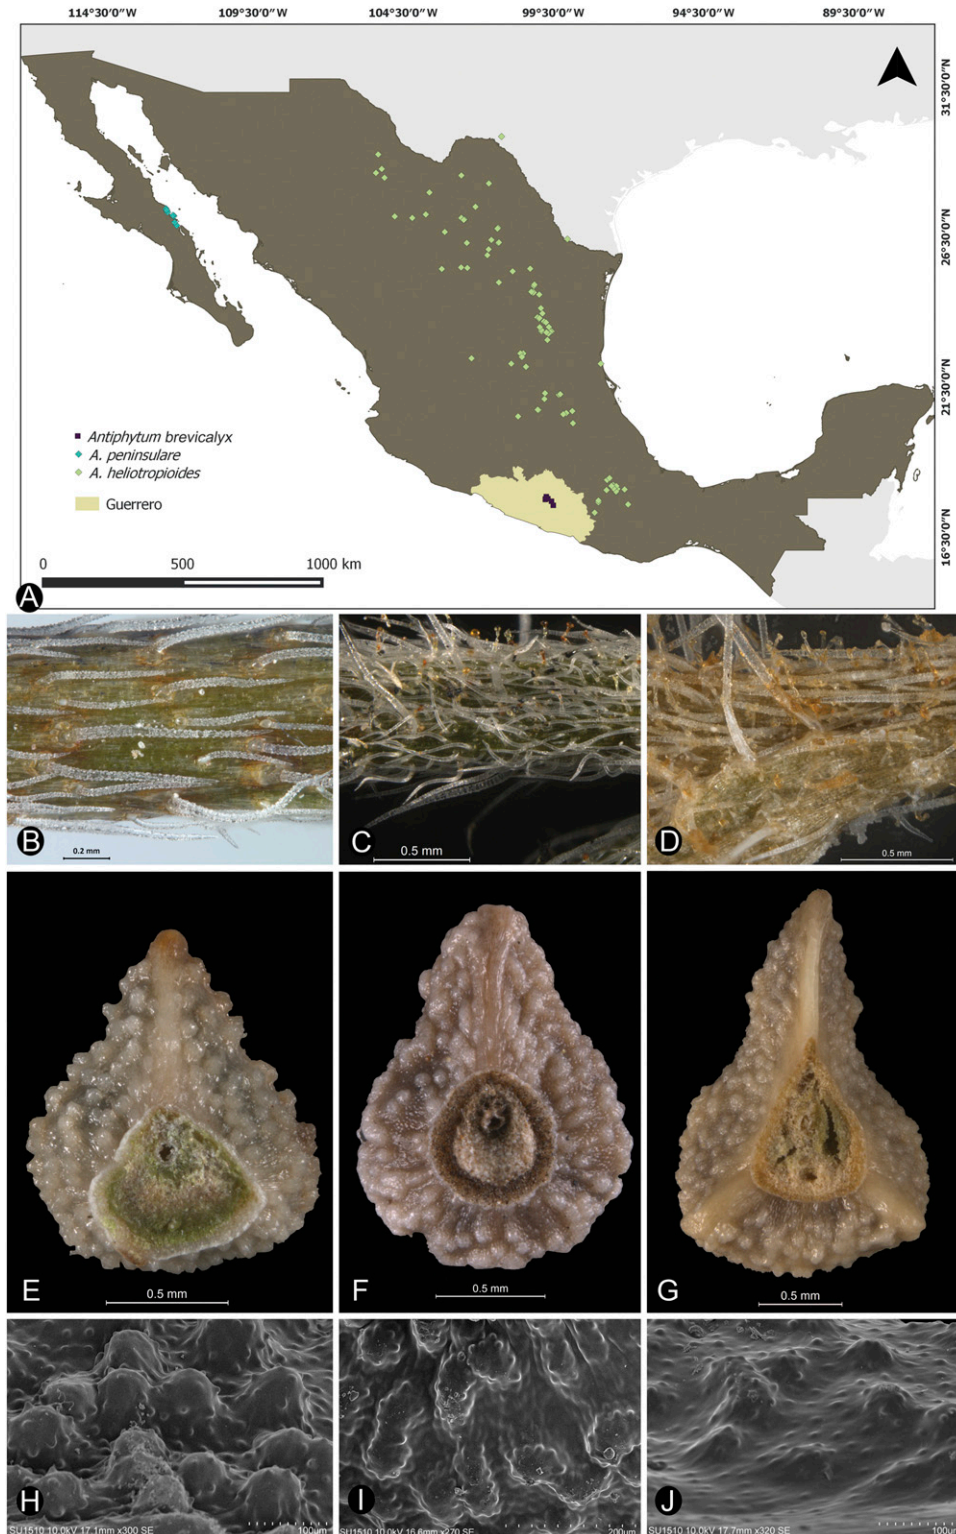 114°30'0"W 109°30'0"W 104°30'0"W 99°30'0"W 94°30'0"W 89°30'0"W
31°30'0"N
26°30'0"N
21°30'0"N
16°30'0"N
Antiphytum brevicalyx
A. peninsulare
A. heliotropioides
Guerrero
0 500 1000 km
A
B
0.2 mm
C
0.5 mm
D
0.5 mm
E
0.5 mm
F
0.5 mm
G
0.5 mm
H
SU1510 10.0kV 17.1mm x300 SE 100um
I
SU1510 10.0kV 16.6mm x270 SE 200um
J
SU1510 10.0kV 17.7mm x320 SE 100um